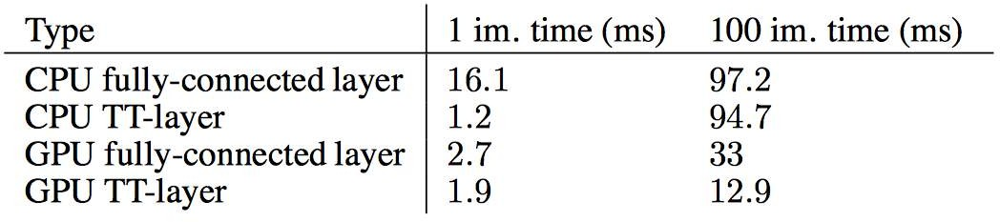 Type 1 im. time (ms) 100 im. time (ms)
CPU fully-connected layer 16.1 97.2
CPU TT-layer 1.2 94.7
GPU fully-connected layer 2.7 33
GPU TT-layer 1.9 12.9